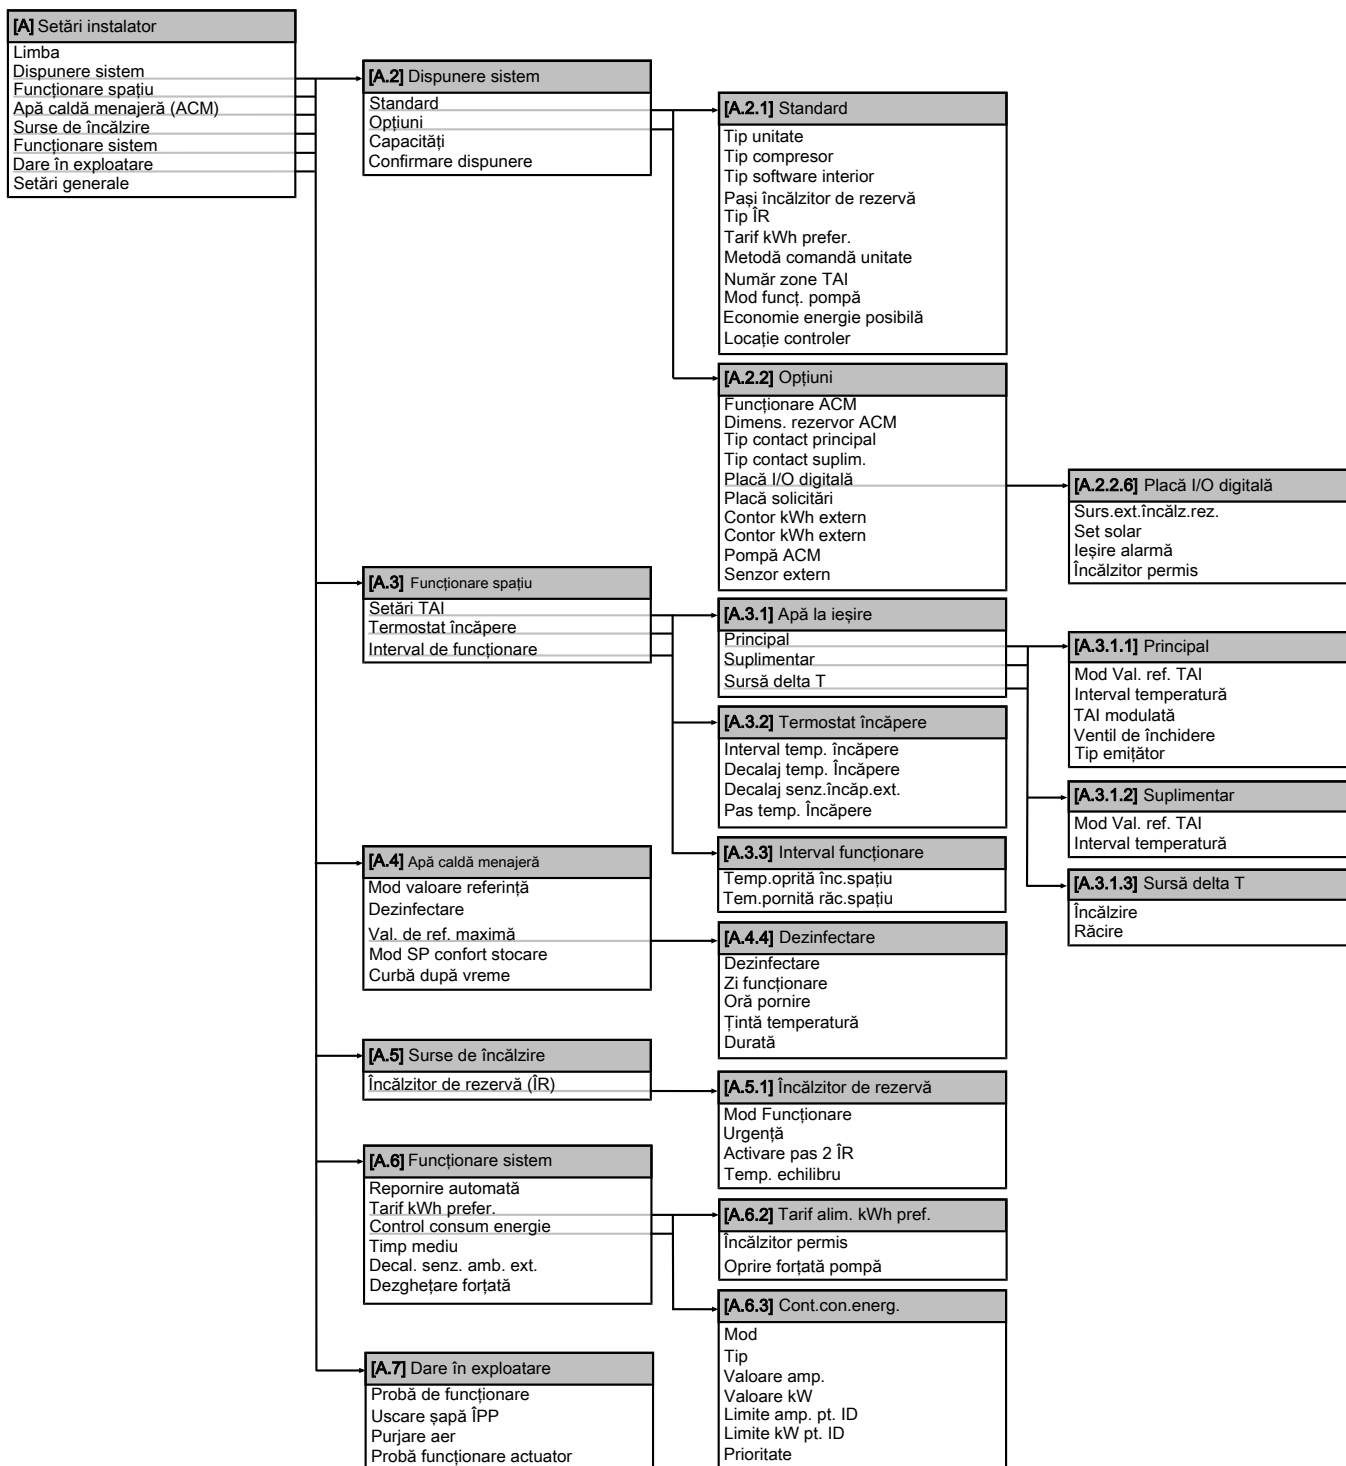 [A] Setări instalator
Limba
Dispunere sistem
Funcționare spațiu
Apă caldă menajeră (ACM)
Surse de încălzire
Funcționare sistem
Dare în exploatare
Setări generale
[A.2] Dispunere sistem
Standard
Opțiuni
Capacități
Confirmare dispunere
[A.2.1] Standard
Tip unitate
Tip compresor
Tip software interior
Pași încălzitor de rezervă
Tip ÎR
Tarif kWh prefer.
Metodă comandă unitate
Număr zone TAI
Mod funcț. pompă
Economie energie posibilă
Locație controler
[A.2.2] Opțiuni
Funcționare ACM
Dimens. rezervor ACM
Tip contact principal
Tip contact suplim.
Placă I/O digitală
Placă solicitări
Contor kWh extern
Contor kWh extern
Pompă ACM
Senzor extern
[A.2.2.6] Placă I/O digitală
Surs.ext.încălz.rez.
Set solar
Ieșire alarmă
Încălzitor permis
[A.3] Funcționare spațiu
Setări TAI
Termostat încăpere
Interval de funcționare
[A.3.1] Apă la ieșire
Principal
Suplimentar
Sursă delta T
[A.3.1.1] Principal
Mod Val. ref. TAI
Interval temperatură
TAI modulată
Ventil de închidere
Tip emițător
[A.3.1.2] Suplimentar
Mod Val. ref. TAI
Interval temperatură
[A.3.1.3] Sursă delta T
Încălzire
Răcire
[A.3.2] Termostat încăpere
Interval temp. încăpere
Decalaj temp. Încăpere
Decalaj senz.încăp.ext.
Pas temp. Încăpere
[A.3.3] Interval funcționare
Temp.oprită înc.spațiu
Tem.pornită răc.spațiu
[A.4] Apă caldă menajeră
Mod valoare referință
Dezinfectare
Val. de ref. maximă
Mod SP confort stocare
Curbă după vreme
[A.4.4] Dezinfectare
Dezinfectare
Zi funcționare
Oră pornire
Țintă temperatură
Durată
[A.5] Surse de încălzire
Încălzitor de rezervă (ÎR)
[A.5.1] Încălzitor de rezervă
Mod Funcționare
Urgență
Activare pas 2 ÎR
Temp. echilibru
[A.6] Funcționare sistem
Repornire automată
Tarif kWh prefer.
Control consum energie
Timp mediu
Decal. senz. amb. ext.
Dezghețare forțată
[A.6.2] Tarif alim. kWh pref.
Încălzitor permis
Oprire forțată pompă
[A.6.3] Cont.con.energ.
Mod
Tip
Valoare amp.
Valoare kW
Limite amp. pt. ID
Limite kW pt. ID
Prioritate
[A.7] Dare în exploatare
Probă de funcționare
Uscare șapă ÎPP
Purjare aer
Probă funcționare actuator